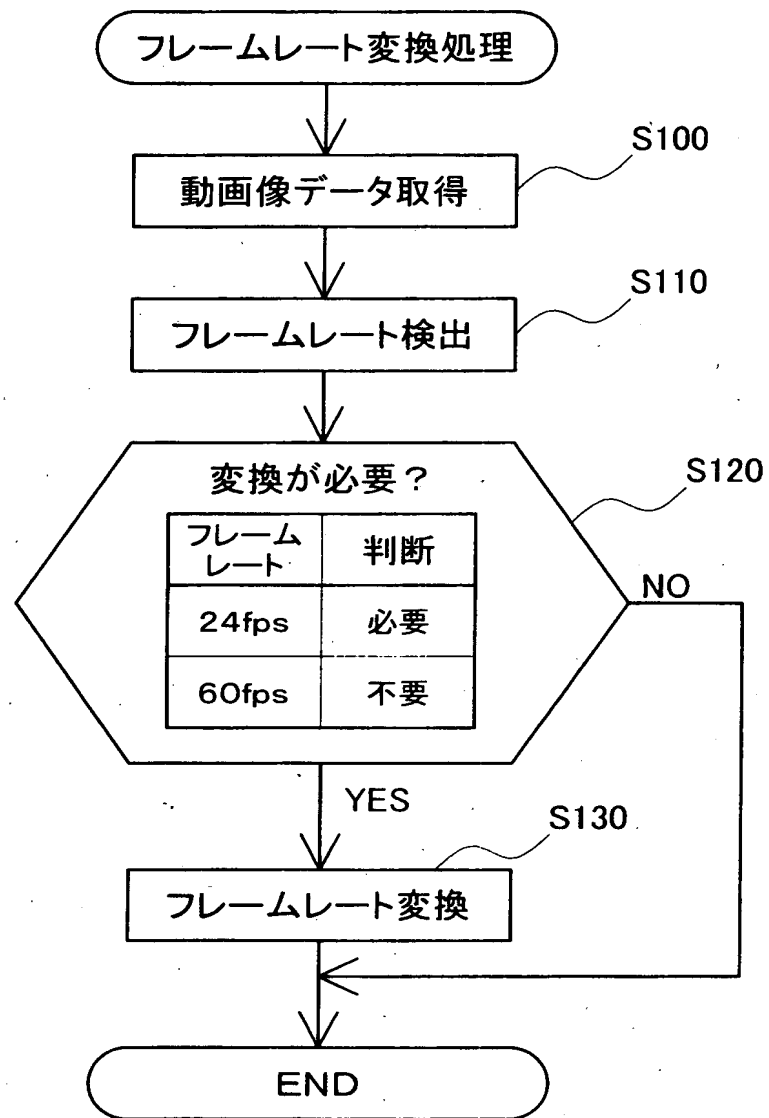 フレームレート変換処理
S100
動画像データ取得
S110
フレームレート検出
S120
変換が必要？
フレーム
レート
判断
24fps
必要
60fps
不要
NO
YES
S130
フレームレート変換
END